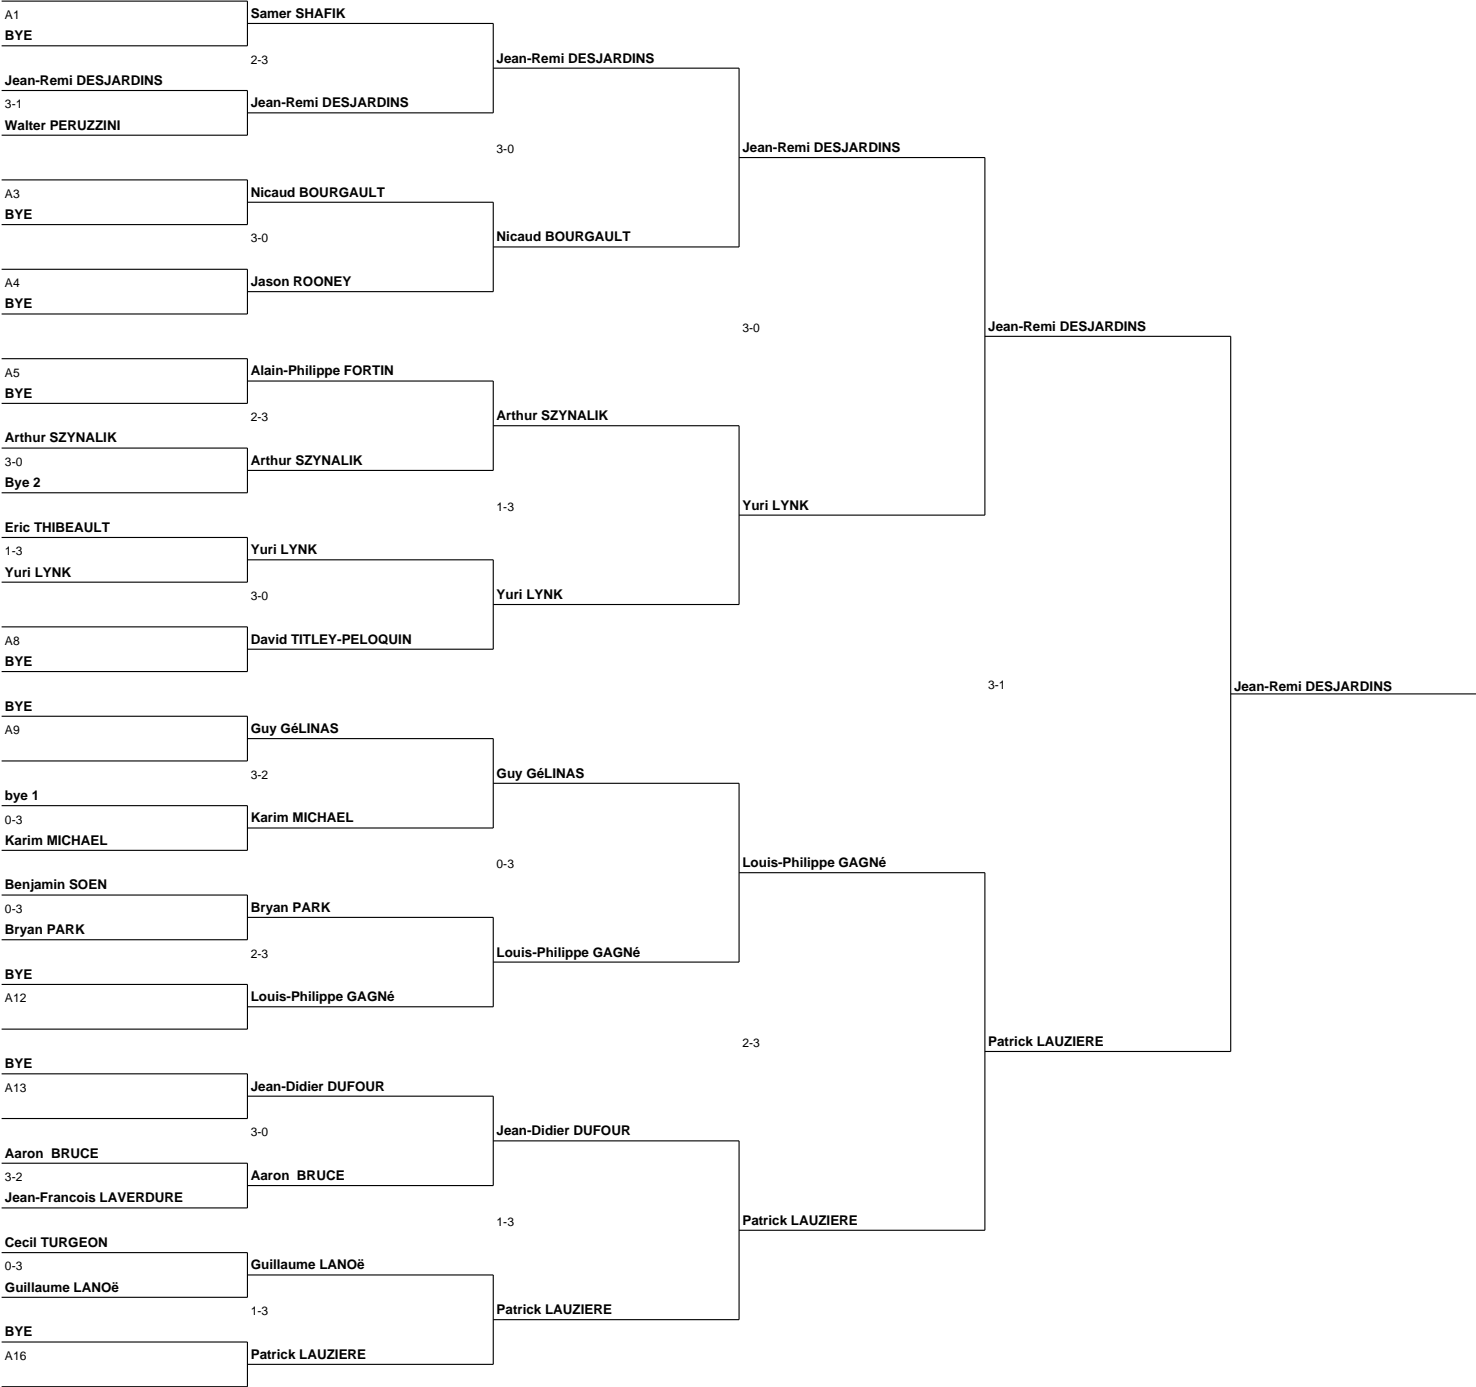 A1
BYE
Samer SHAFIK
2-3
Jean-Remi DESJARDINS
3-1
Walter PERUZZINI
Jean-Remi DESJARDINS
Jean-Remi DESJARDINS
3-0
A3
BYE
Nicaud BOURGAULT
3-0
A4
BYE
Jason ROONEY
Nicaud BOURGAULT
Jean-Remi DESJARDINS
3-0
A5
BYE
Alain-Philippe FORTIN
2-3
Arthur SZYNALIK
3-0
Bye 2
Arthur SZYNALIK
Arthur SZYNALIK
1-3
Eric THIBEAULT
1-3
Yuri LYNK
Yuri LYNK
3-0
A8
BYE
David TITLEY-PELOQUIN
Yuri LYNK
Yuri LYNK
Jean-Remi DESJARDINS
3-1
BYE
A9
Guy GéLINAS
3-2
bye 1
0-3
Karim MICHAEL
Karim MICHAEL
Guy GéLINAS
0-3
Benjamin SOEN
0-3
Bryan PARK
Bryan PARK
2-3
BYE
A12
Louis-Philippe GAGNé
Louis-Philippe GAGNé
Louis-Philippe GAGNé
2-3
BYE
A13
Jean-Didier DUFOUR
3-0
Aaron  BRUCE
3-2
Jean-Francois LAVERDURE
Aaron  BRUCE
Jean-Didier DUFOUR
1-3
Cecil TURGEON
0-3
Guillaume LANOë
Guillaume LANOë
1-3
BYE
A16
Patrick LAUZIERE
Patrick LAUZIERE
Patrick LAUZIERE
Patrick LAUZIERE
Jean-Remi DESJARDINS